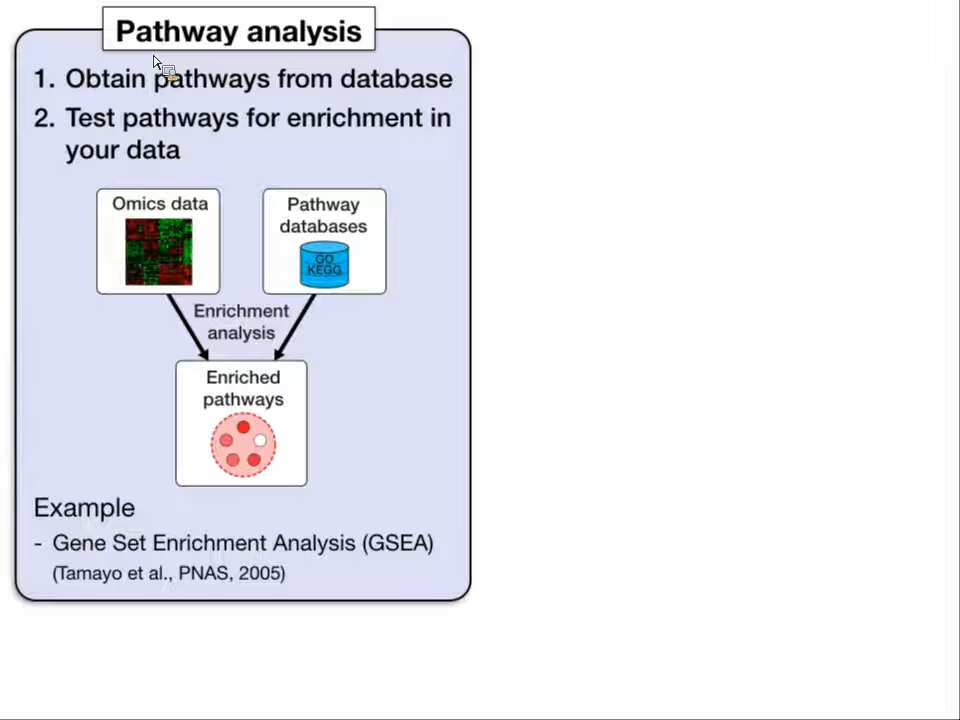 Pathway analysis
1. Obtain pathways from database
2. Test pathways for enrichment in
your data
Omics data
Pathway
databases
GO
KEGG
Enrichment
analysis
Enriched
pathways
Example
- Gene Set Enrichment Analysis (GSEA)
(Tamayo et al., PNAS, 2005)